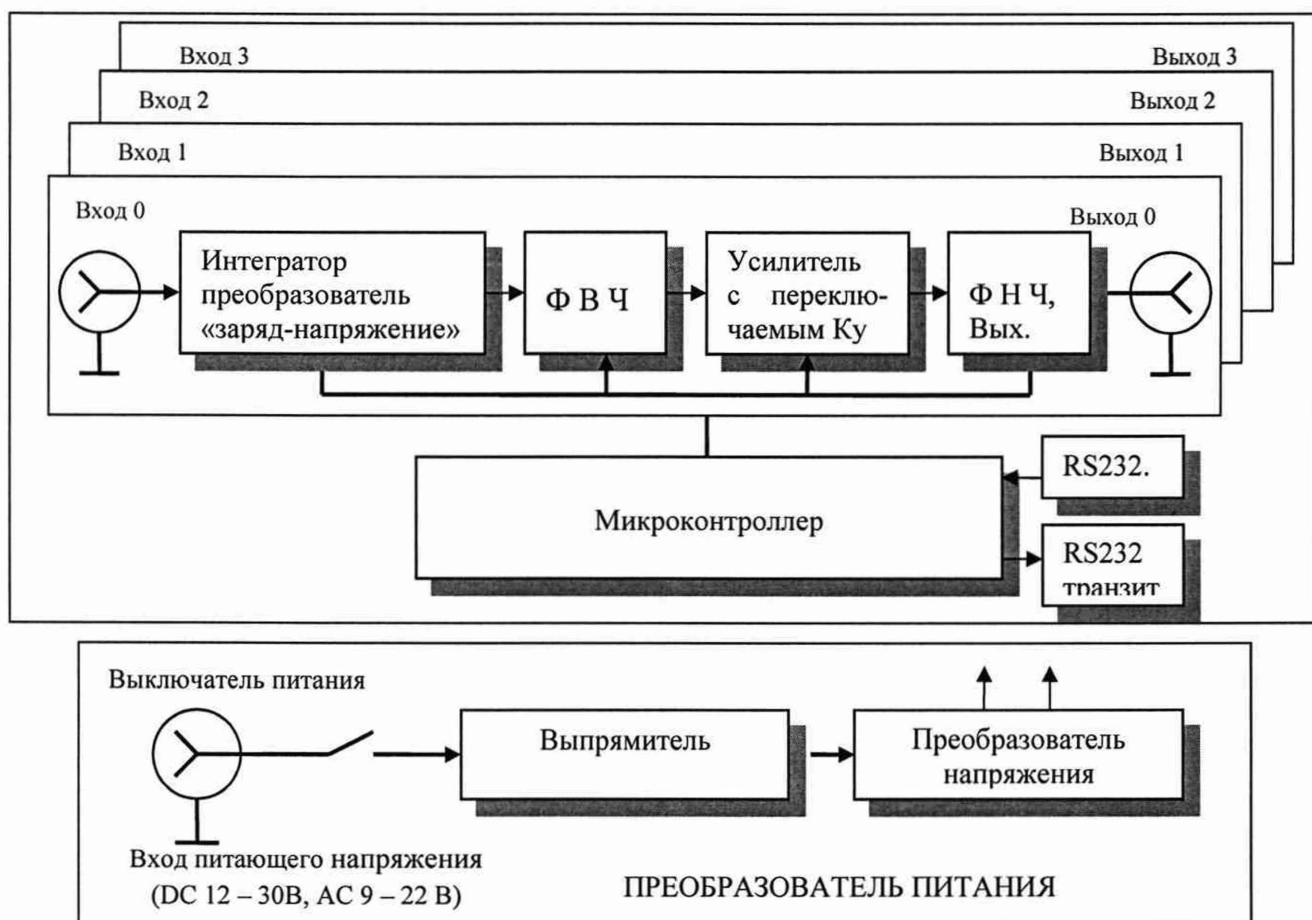 Вход 3
Выход 3
Вход 2
Выход 2
Вход 1
Выход 1
Вход 0
Выход 0
Интегратор
преобразователь
«заряд-напряжение»
Ф В Ч
Усилитель
с переклю-
чаемым Ку
Ф Н Ч,
Вых.
Микроконтроллер
RS232.
RS232
транзит
Выключатель питания
Выпрямитель
Преобразователь
напряжения
Вход питающего напряжения
(DC 12 – 30В, AC 9 – 22 В)
ПРЕОБРАЗОВАТЕЛЬ ПИТАНИЯ